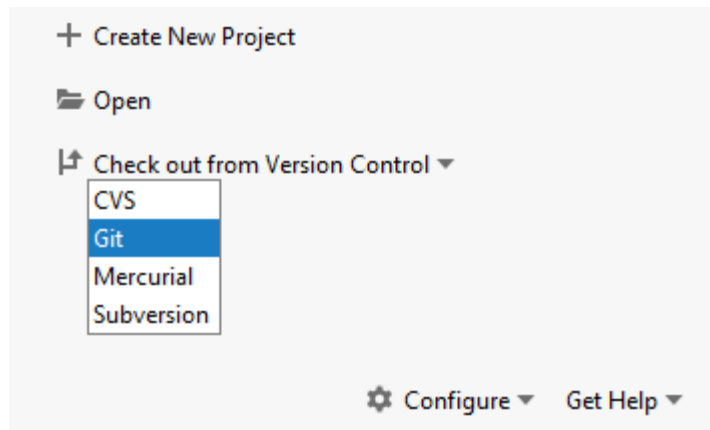 Create New Project
Open
Check out from Version Control
CVS
Git
Mercurial
Subversion
Configure Get Help